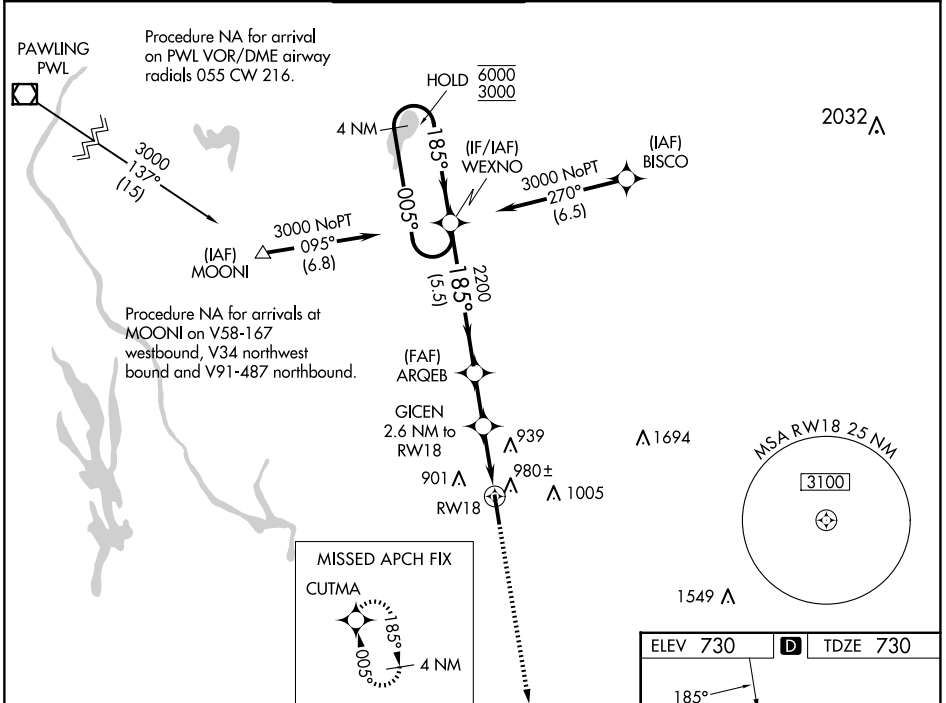 PAWLING
PWL
Procedure NA for arrival
on PWL VOR/DME airway
radials 055 CW 216.
3000
137°
(15)
HOLD 6000
3000
4 NM
185°
005°
(IF/IAF)
WEXNO
2032
(IAF)
BISCO
3000 NoPT
270°
(6.5)
3000 NoPT
095°
(6.8)
(IAF)
MOONI
2200
185°
(5.5)
Procedure NA for arrivals at
MOONI on V58-167
westbound, V34 northwest
bound and V91-487 northbound.
(FAF)
ARQEB
GICEN
2.6 NM to
RW18
939
1694
901
980±
1005
RW18
MSA RW18 25 NM
3100
MISSED APCH FIX
CUTMA
185°
005°
4 NM
1549
ELEV 730 D TDZE 730
185°